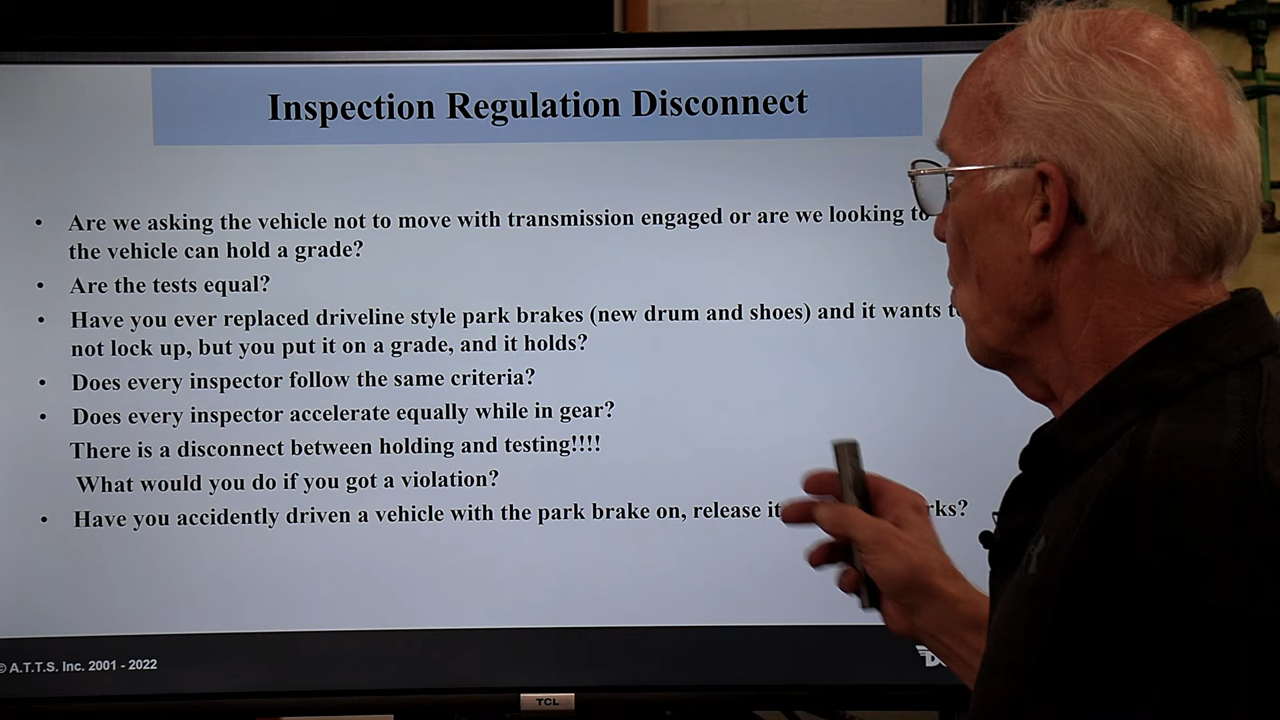 Inspection Regulation Disconnect
• Are we asking the vehicle not to move with transmission engaged or are we looking to
the vehicle can hold a grade?
• Are the tests equal?
• Have you ever replaced driveline style park brakes (new drum and shoes) and it wants
not lock up, but you put it on a grade, and it holds?
• Does every inspector follow the same criteria?
• Does every inspector accelerate equally while in gear?
There is a disconnect between holding and testing!!!!
What would you do if you got a violation?
• Have you accidently driven a vehicle with the park brake on, release it
© A.T.T.S. Inc. 2001 - 2022
TCL